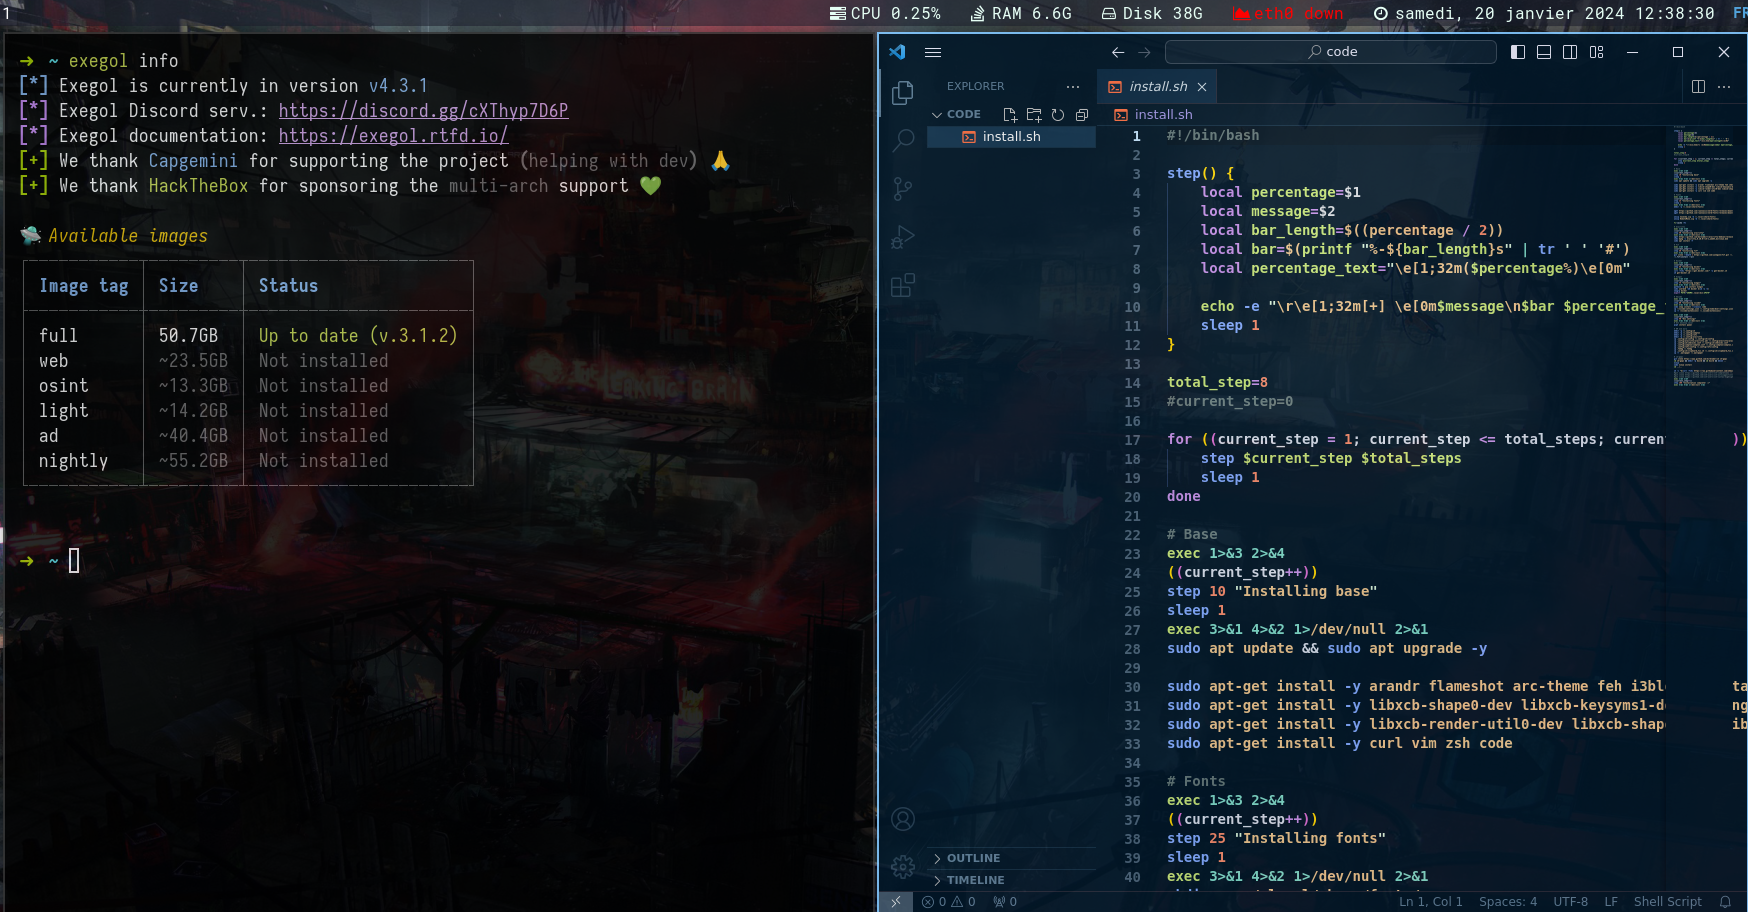 1
CPU 0.25% RAM 6.6G Disk 38G eth0 down samedi, 20 janvier 2024 12:38:30 FR
➜ ~ exegol info
[*] Exegol is currently in version v4.3.1
[*] Exegol Discord serv.: https://discord.gg/cXThyp7D6P
[*] Exegol documentation: https://exegol.rtfd.io/
[+] We thank Capgemini for supporting the project (helping with dev) 🙏
[+] We thank HackTheBox for sponsoring the multi-arch support 💚
🛸 Available images
Image tag Size Status
full 50.7GB Up to date (v.3.1.2)
web ~23.5GB Not installed
osint ~13.3GB Not installed
light ~14.2GB Not installed
ad ~40.4GB Not installed
nightly ~55.2GB Not installed
➜ ~
code
EXPLORER
CODE
install.sh
OUTLINE
TIMELINE
install.sh
install.sh
1 #!/bin/bash
2
3 step() {
4 local percentage=$1
5 local message=$2
6 local bar_length=$((percentage / 2))
7 local bar=$(printf "%-${bar_length}s" | tr ' ' '#')
8 local percentage_text="\e[1;32m($percentage%)\e[0m"
9
10 echo -e "\r\e[1;32m[+] \e[0m$message\n$bar $percentage_
11 sleep 1
12 }
13
14 total_step=8
15 #current_step=0
16
17 for ((current_step = 1; current_step <= total_steps; curren ))
18 step $current_step $total_steps
19 sleep 1
20 done
21
22 # Base
23 exec 1>&3 2>&4
24 ((current_step++))
25 step 10 "Installing base"
26 sleep 1
27 exec 3>&1 4>&2 1>/dev/null 2>&1
28 sudo apt update && sudo apt upgrade -y
29
30 sudo apt-get install -y arandr flameshot arc-theme feh i3bl ta
31 sudo apt-get install -y libxcb-shape0-dev libxcb-keysyms1-d ng
32 sudo apt-get install -y libxcb-render-util0-dev libxcb-shap ib
33 sudo apt-get install -y curl vim zsh code
34
35 # Fonts
36 exec 1>&3 2>&4
37 ((current_step++))
38 step 25 "Installing fonts"
39 sleep 1
40 exec 3>&1 4>&2 1>/dev/null 2>&1
0 0 0 Ln 1, Col 1 Spaces: 4 UTF-8 LF Shell Script